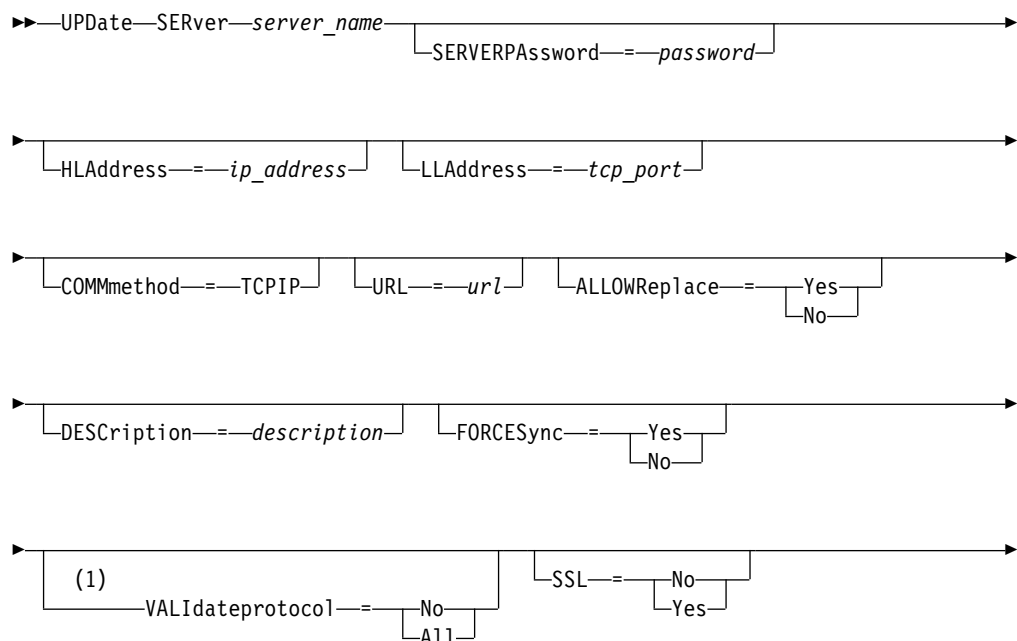 UPDate SERver server_name
SERVERPAssword = password
HLAddress = ip_address LLAddress = tcp_port
COMMmethod = TCPIP URL = url ALLOWReplace = Yes
No
DESCription = description FORCESync = Yes
No
(1) SSL = No
VALIdateprotocol = No Yes
All